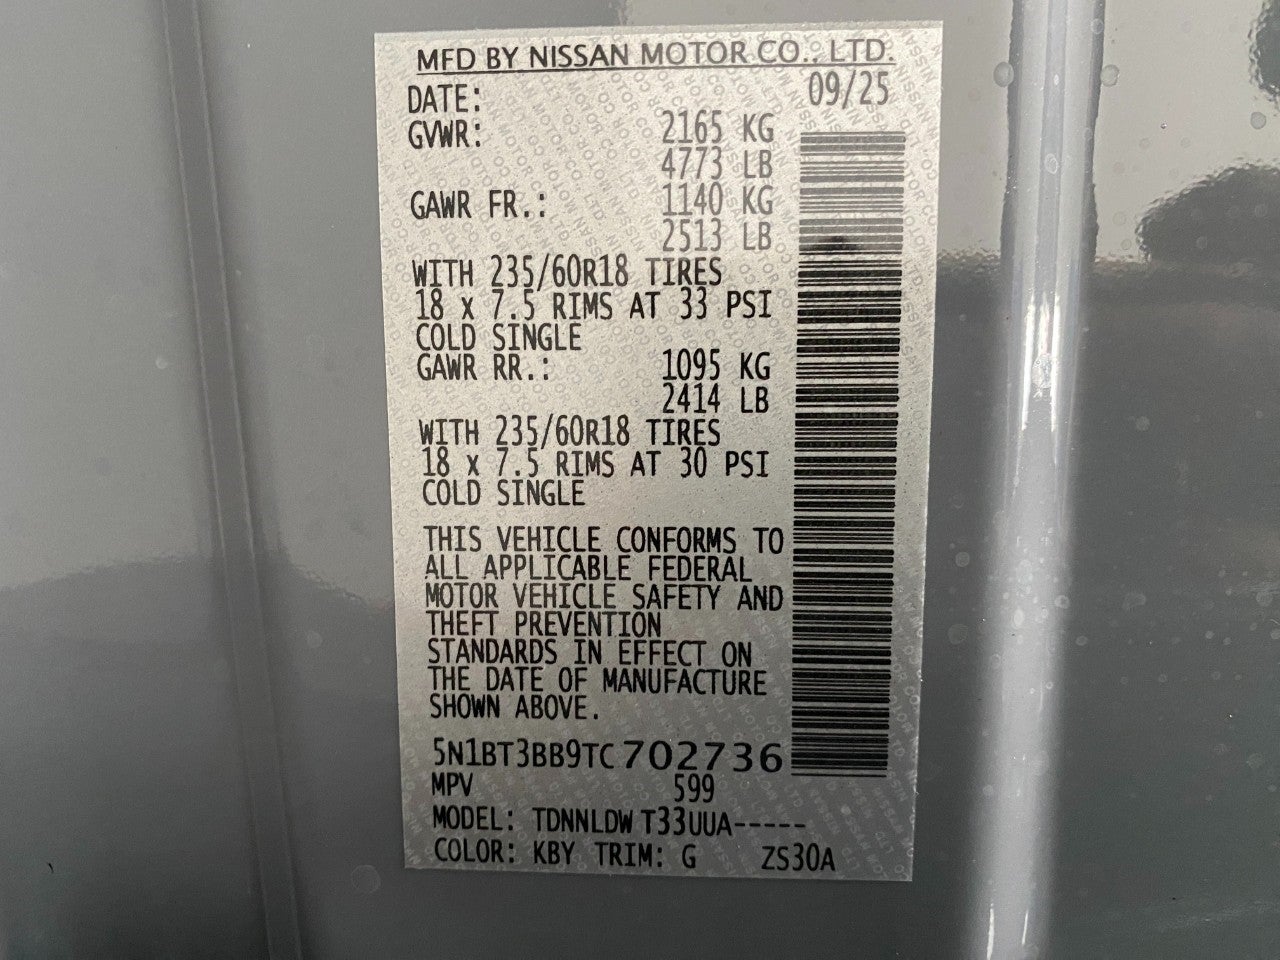 MFD BY NISSAN MOTOR CO., LTD.
DATE: 09/25
GVWR: 2165 KG
4773 LB
GAWR FR.: 1140 KG
2513 LB
WITH 235/60R18 TIRES
18 x 7.5 RIMS AT 33 PSI
COLD SINGLE
GAWR RR.: 1095 KG
2414 LB
WITH 235/60R18 TIRES
18 x 7.5 RIMS AT 30 PSI
COLD SINGLE
THIS VEHICLE CONFORMS TO
ALL APPLICABLE FEDERAL
MOTOR VEHICLE SAFETY AND
THEFT PREVENTION
STANDARDS IN EFFECT ON
THE DATE OF MANUFACTURE
SHOWN ABOVE.
5N1BT3BB9TC702736
MPV 599
MODEL: TDNNLDW T33UUA-----
COLOR: KBY TRIM: G ZS30A